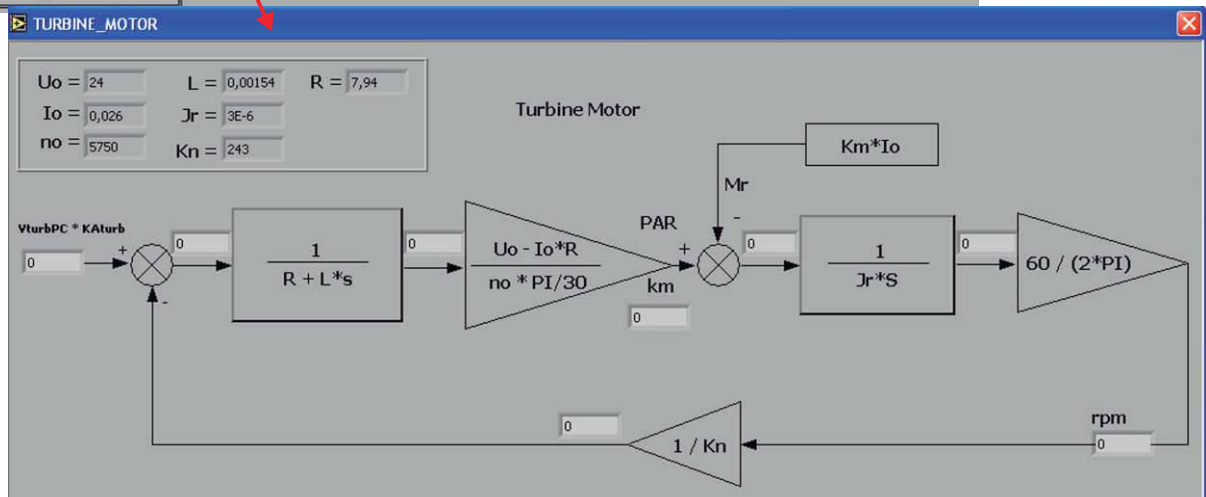 TURBINE_MOTOR
Uo = 24 L = 0,00154 R = 7,94
Io = 0,026 Jr = 3E-6
no = 5750 Kn = 243
Turbine Motor
Km*Io
Mr
-
VturbPC * KAturb
0
+
-
0
1
R + L*s
0
Uo - Io*R
no * PI/30
PAR
+
km
0
0
1
Jr*S
0
60 / (2*PI)
0
1 / Kn
rpm
0